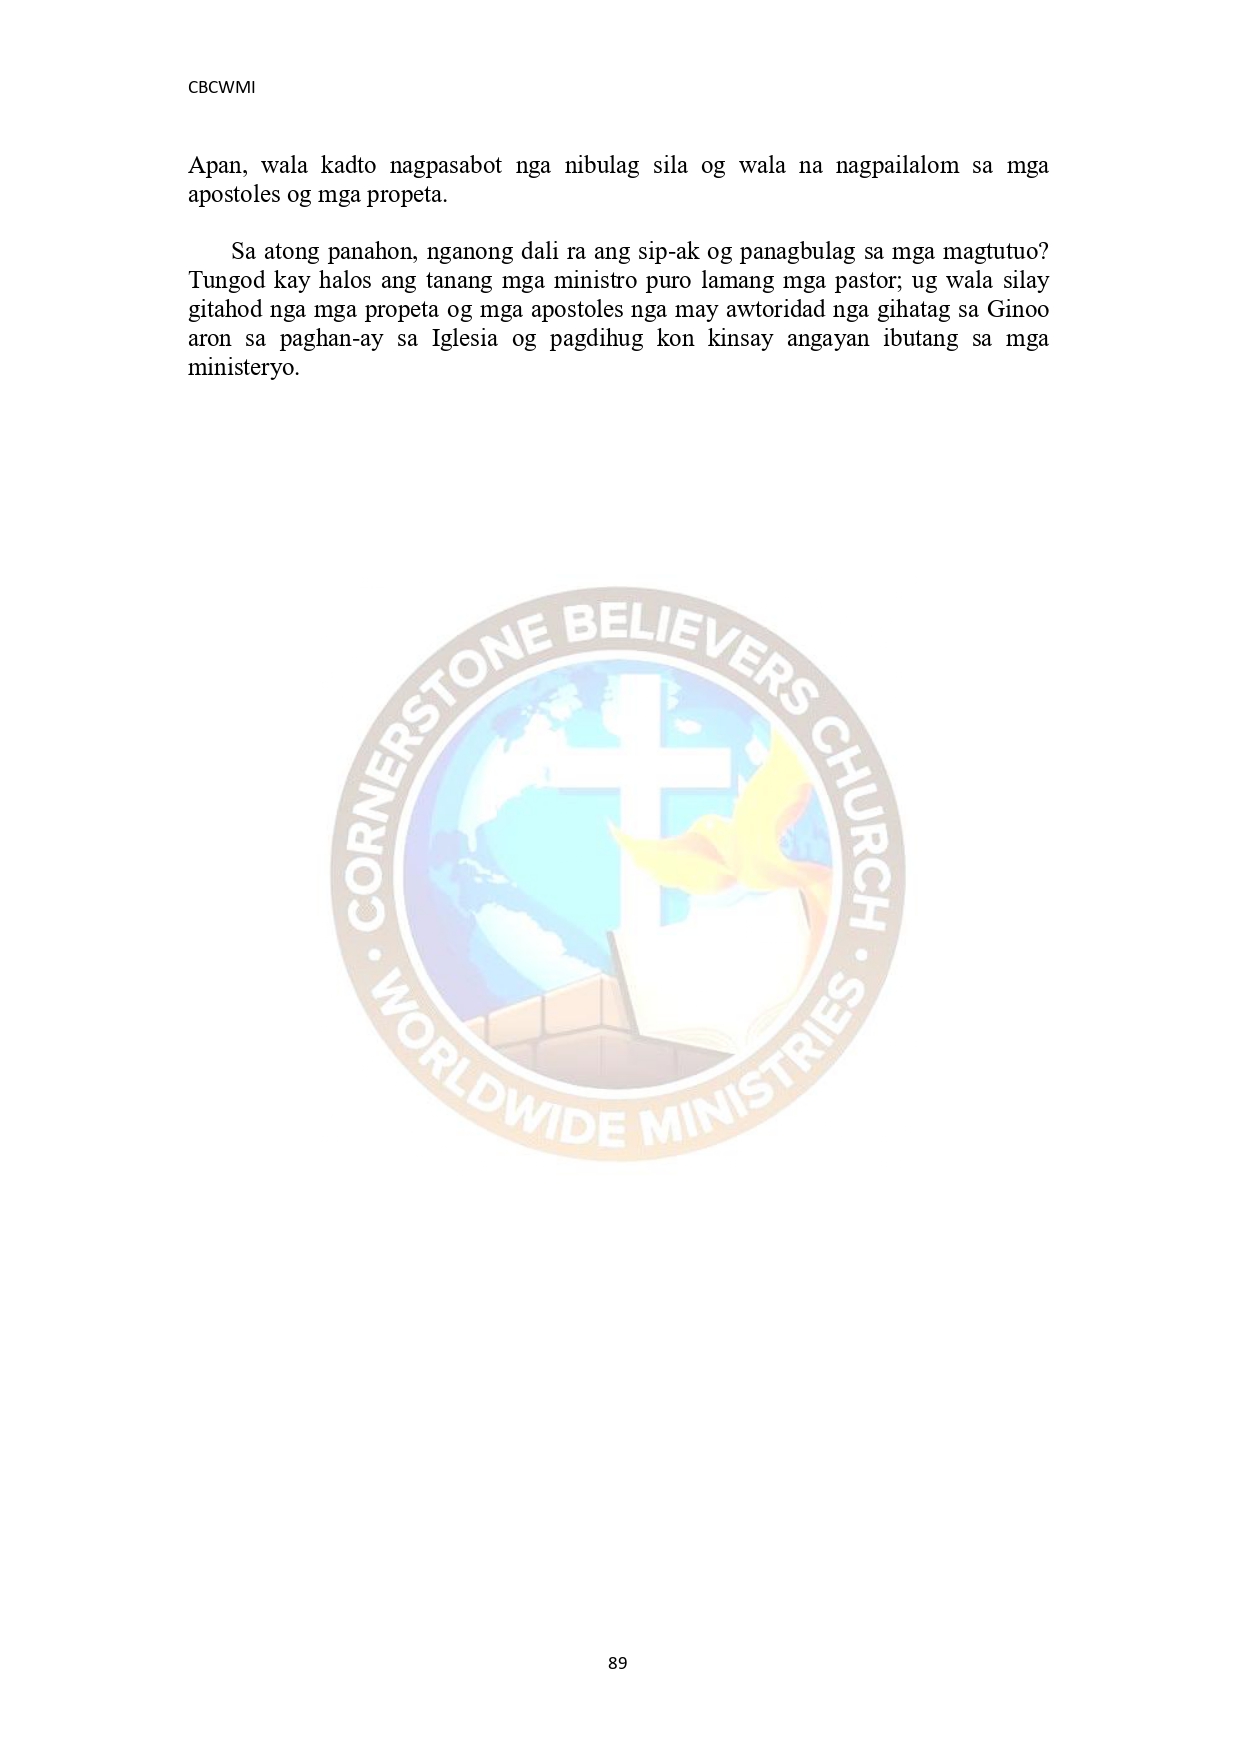 CBCWMI
Apan, wala kadto nagpasabot nga nibulag sila og wala na nagpailalom sa mga
apostoles og mga propeta.
Sa atong panahon, nganong dali ra ang sip-ak og panagbulag sa mga magtutuo?
Tungod kay halos ang tanang mga ministro puro lamang mga pastor; ug wala silay
gitahod nga mga propeta og mga apostoles nga may awtoridad nga gihatag sa Ginoo
aron sa paghan-ay sa Iglesia og pagdihug kon kinsay angayan ibutang sa mga
ministeryo.
CORNERSTONE BELIEVERS CHURCH
• WORLDWIDE MINISTRIES •
89